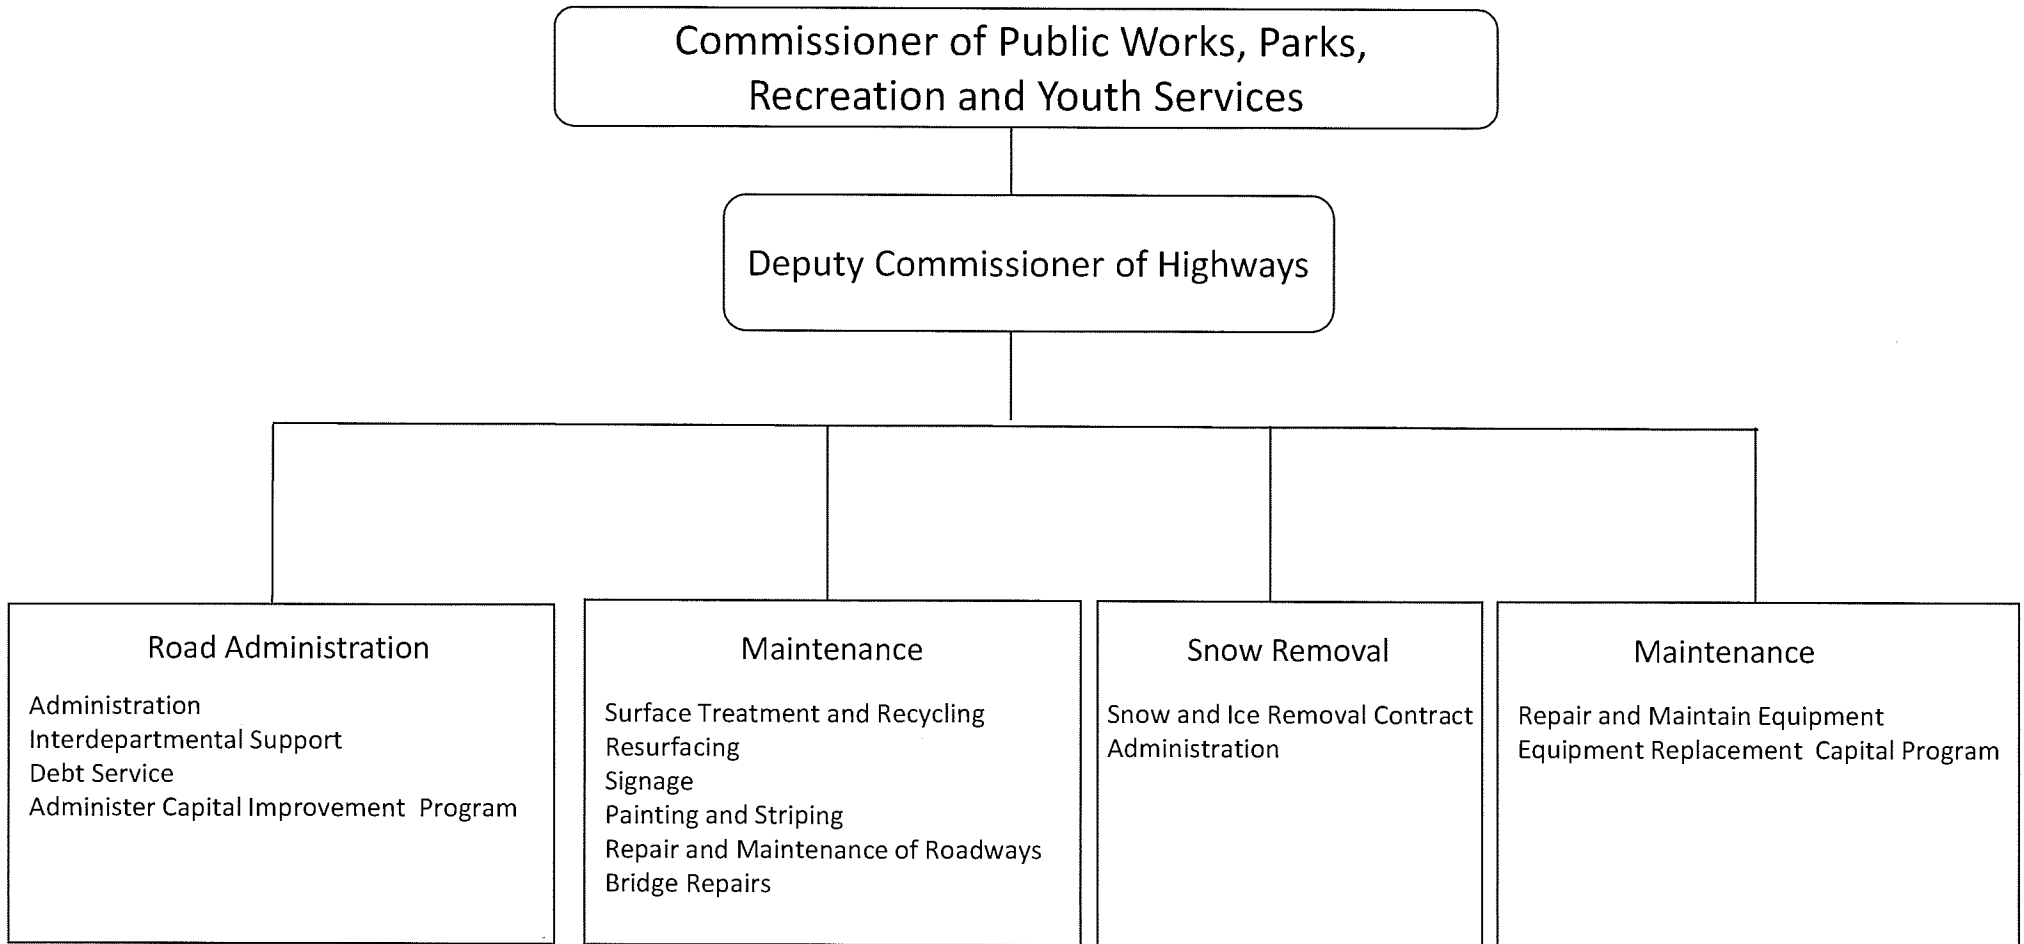 Commissioner of Public Works, Parks,
Recreation and Youth Services
Deputy Commissioner of Highways
Road Administration
Administration
Interdepartmental Support
Debt Service
Administer Capital Improvement Program
Maintenance
Surface Treatment and Recycling
Resurfacing
Signage
Painting and Striping
Repair and Maintenance of Roadways
Bridge Repairs
Snow Removal
Snow and Ice Removal Contract
Administration
Maintenance
Repair and Maintain Equipment
Equipment Replacement Capital Program